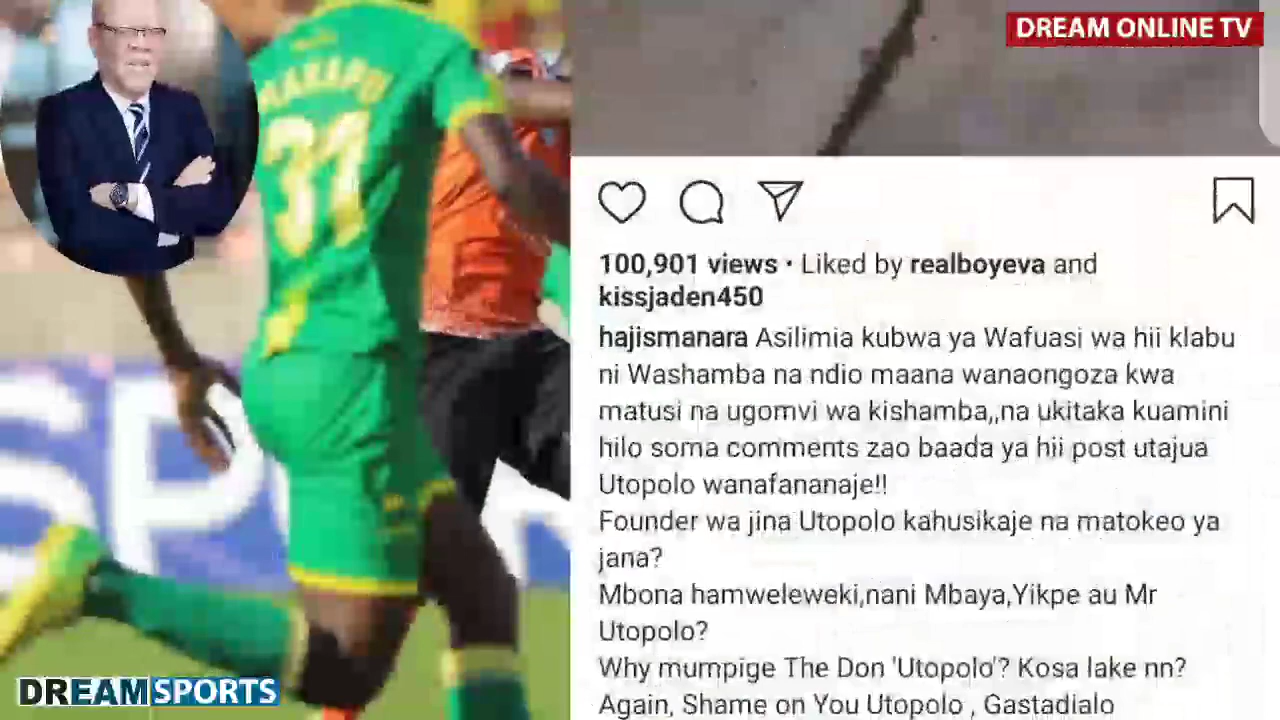 DREAM ONLINE TV
31
100,901 views • Liked by realboyeva and
kissjaden450
hajismanara Asilimia kubwa ya Wafuasi wa hii klabu
ni Washamba na ndio maana wanaongoza kwa
matusi na ugomvi wa kishamba,,na ukitaka kuamini
hilo soma comments zao baada ya hii post utajua
Utopolo wanafananaje!!
Founder wa jina Utopolo kahusikaje na matokeo ya
jana?
Mbona hamweleweki,nani Mbaya,Yikpe au Mr
Utopolo?
Why mumpige The Don 'Utopolo'? Kosa lake nn?
Again, Shame on You Utopolo , Gastadialo
DREAMSPORTS